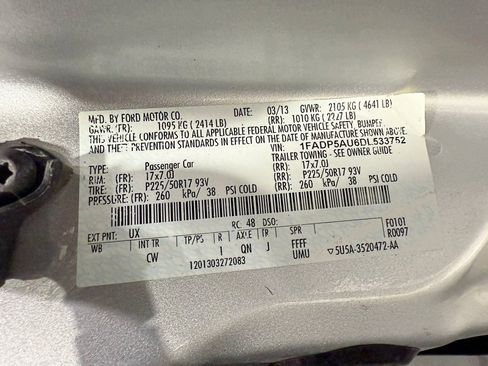 MFD. BY FORD MOTOR CO. DATE: 03/13 GVWR: 2105 KG ( 4641 LB)
GAWR:(FR) 1095 KG ( 2414 LB) (RR): 1010 KG ( 2227 LB)
THIS VEHICLE CONFORMS TO ALL APPLICABLE FEDERAL MOTOR VEHICLE SAFETY, BUMPER,
AND THEFT PREVENTION STANDARDS IN EFFECT ON THE DATE OF MANUFACTURE SHOWN ABOVE.
VIN: 1FADP5AU6DL533752
TYPE: Passenger Car TRAILER TOWING - SEE OWNER GUIDE
RIM: (FR): 17x7.0J (RR): 17x7.0J
TIRE: (FR): P225/50R17 93V (RR): P225/50R17 93V
PRESSURE: (FR): 260 kPa/ 38 PSI COLD (RR): 260 kPa/ 38 PSI COLD
EXT PNT: UX RC: 48 DSO: F0101
WB INT TR TP/PS R AXLE TR SPR R0097
CW QN J FFFF
UMU 5U5A-3520472-AA
1201303272083